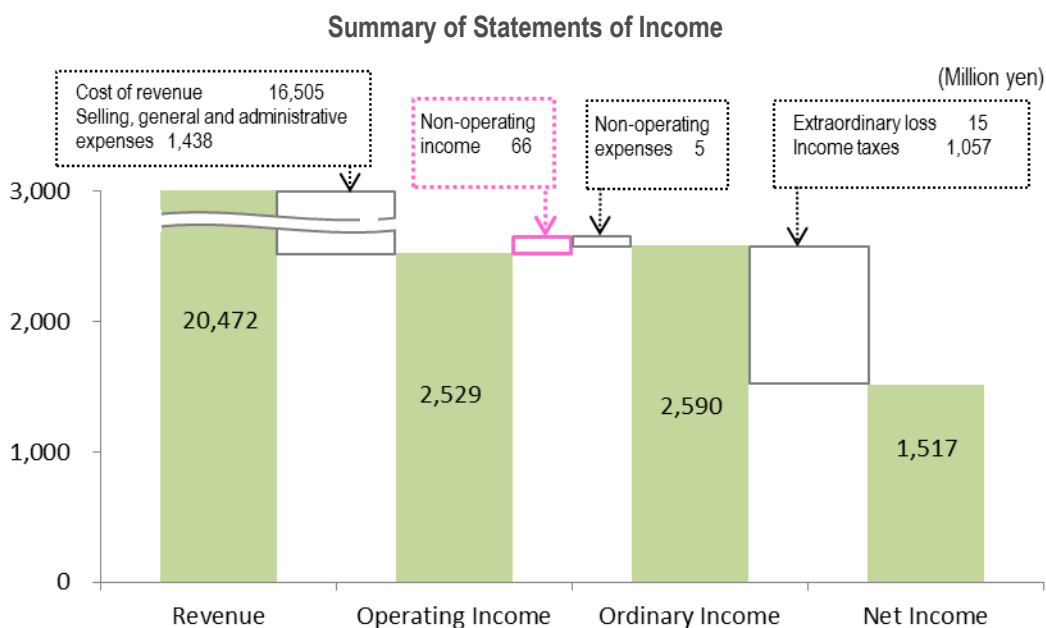 Summary of Statements of Income
(Million yen)
Cost of revenue 16,505
Selling, general and administrative
expenses 1,438
Non-operating
income 66
Non-operating
expenses 5
Extraordinary loss 15
Income taxes 1,057
3,000
2,000
1,000
0
20,472
2,529
2,590
1,517
Revenue
Operating Income
Ordinary Income
Net Income